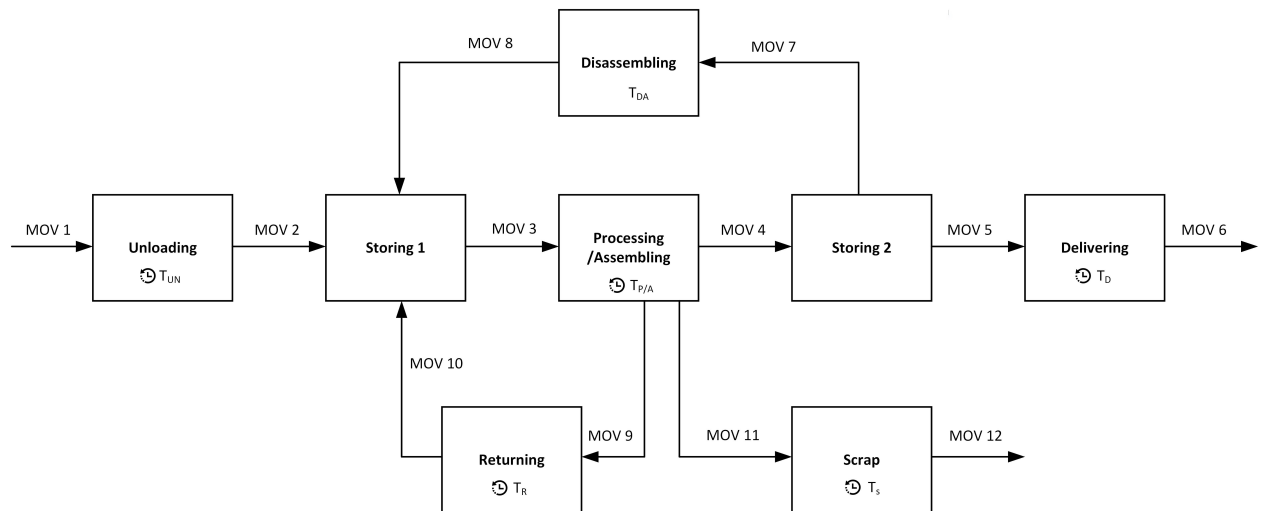 MOV 8
MOV 7
Disassembling
T_DA
MOV 1
MOV 2
MOV 3
MOV 4
MOV 5
MOV 6
Unloading
T_UN
Storing 1
Processing
/Assembling
T_P/A
Storing 2
Delivering
T_D
MOV 10
MOV 9
MOV 11
MOV 12
Returning
T_R
Scrap
T_s